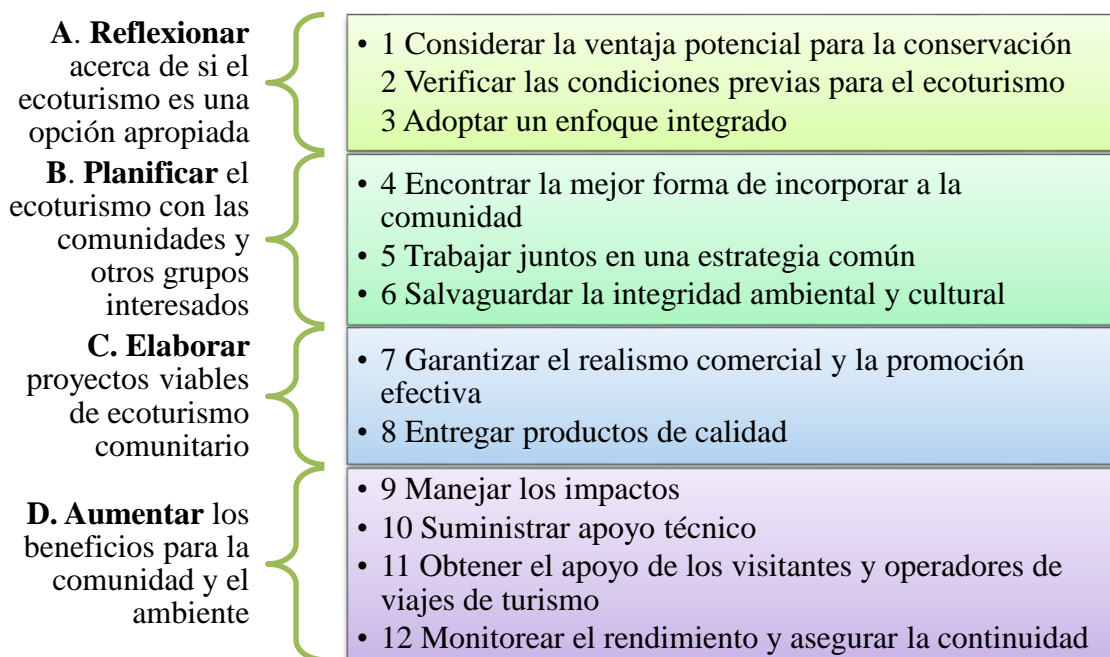 A. Reflexionar
acerca de si el
ecoturismo es una
opción apropiada
• 1 Considerar la ventaja potencial para la conservación
2 Verificar las condiciones previas para el ecoturismo
3 Adoptar un enfoque integrado
B. Planificar el
ecoturismo con las
comunidades y
otros grupos
interesados
• 4 Encontrar la mejor forma de incorporar a la
comunidad
• 5 Trabajar juntos en una estrategia común
• 6 Salvaguardar la integridad ambiental y cultural
C. Elaborar
proyectos viables
de ecoturismo
comunitario
• 7 Garantizar el realismo comercial y la promoción
efectiva
• 8 Entregar productos de calidad
D. Aumentar los
beneficios para la
comunidad y el
ambiente
• 9 Manejar los impactos
• 10 Suministrar apoyo técnico
• 11 Obtener el apoyo de los visitantes y operadores de
viajes de turismo
• 12 Monitorear el rendimiento y asegurar la continuidad